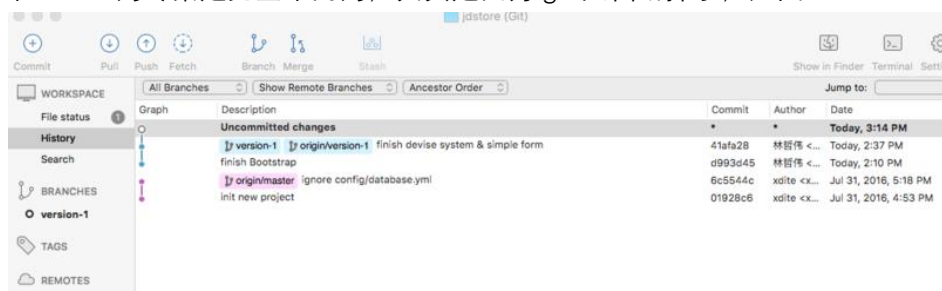 jdstore (Git)
Commit Pull Push Fetch Branch Merge Stash Show in Finder Terminal
WORKSPACE All Branches Show Remote Branches Ancestor Order Jump to:
File status 1 Graph Description Commit Author Date
History Uncommitted changes * * Today, 3:14 PM
version-1 origin/version-1 finish devise system & simple form 41afa28 林哲伟 <... Today, 2:37 PM
Search finish Bootstrap d993d45 林哲伟 <... Today, 2:10 PM
origin/master ignore config/database.yml 6c5544c xdite <x... Jul 31, 2016, 5:18 PM
BRANCHES init new project 01928c6 xdite <x... Jul 31, 2016, 4:53 PM
version-1
TAGS
REMOTES